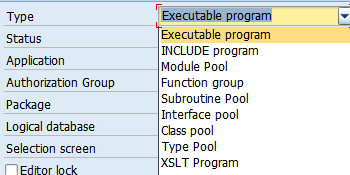 Type Executable program
Executable program
Status
INCLUDE program
Application
Module Pool
Function group
Authorization Group
Subroutine Pool
Package
Interface pool
Logical database
Class pool
Type Pool
Selection screen
XSLT Program
Editor lock